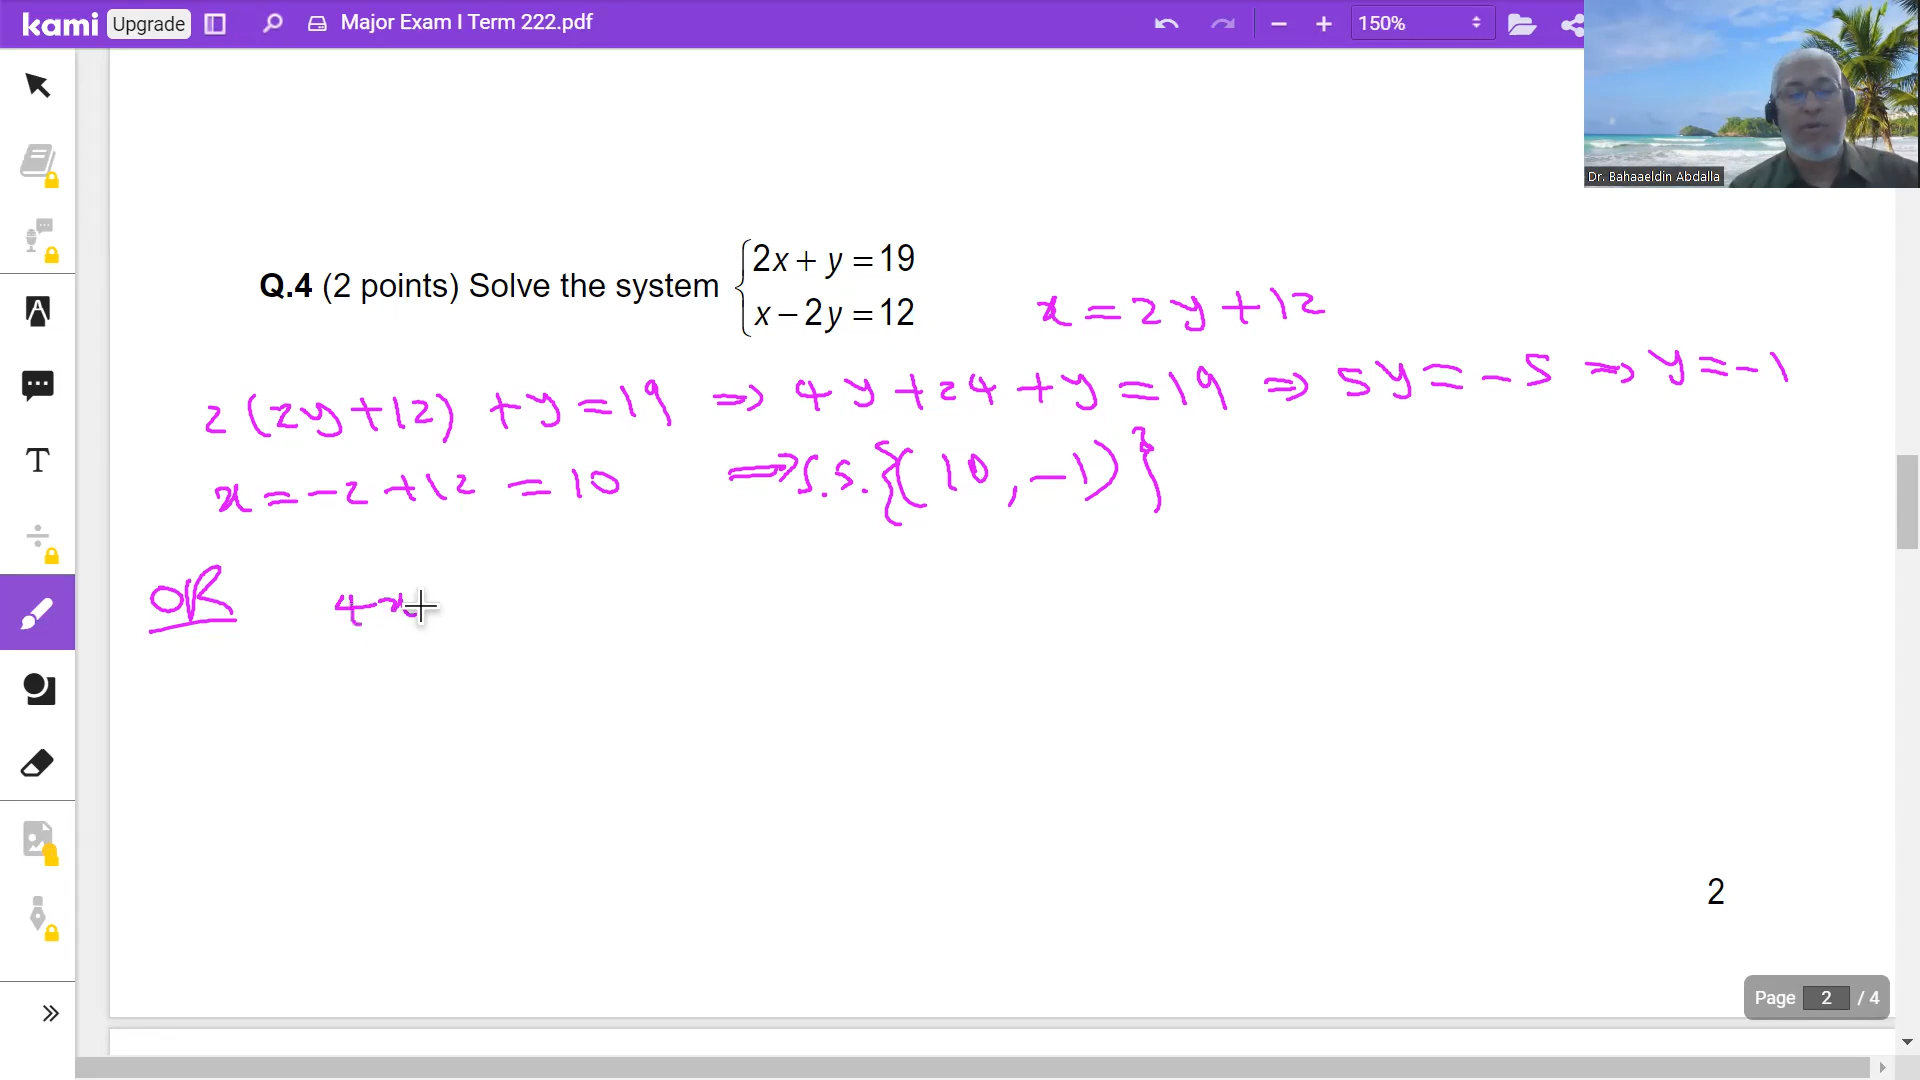 kami Upgrade Major Exam I Term 222.pdf 150%
Dr. Bahaaeldin Abdalla
Q.4 (2 points) Solve the system { 2x + y = 19
x − 2y = 12
x = 2y + 12
2(2y+12) + y = 19 ⇒ 4y + 24 + y = 19 ⇒ 5y = -5 ⇒ y = -1
x = -2 + 12 = 10 ⇒ S.S. {(10, -1)}
OR 4x
T
2
Page 2 / 4